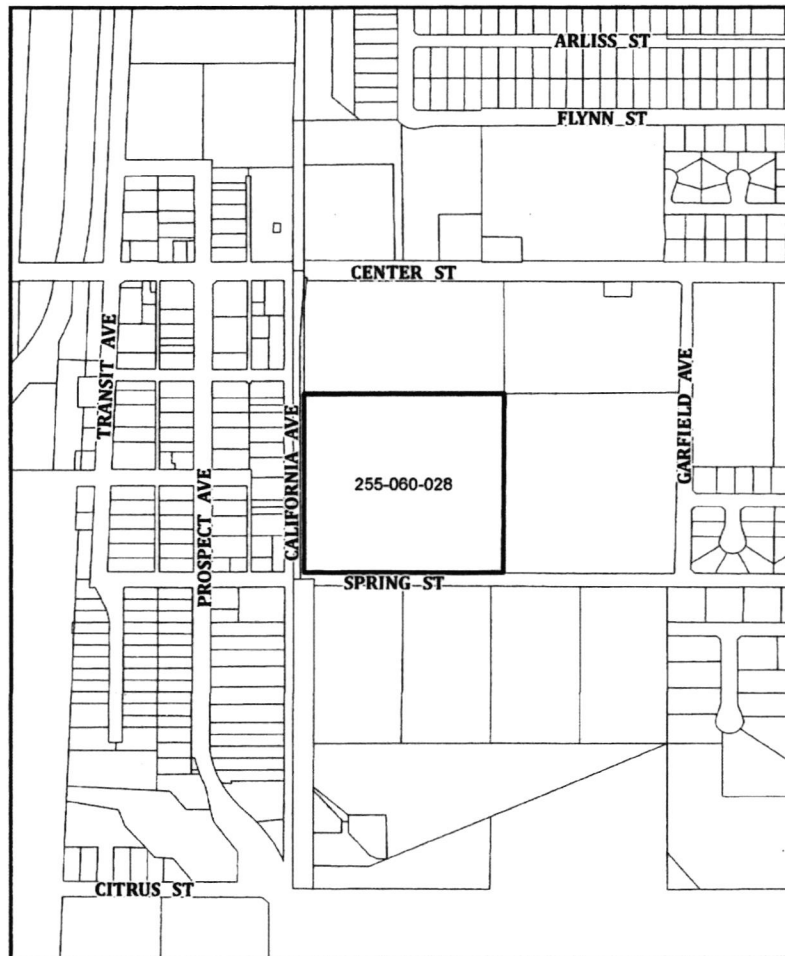 ARLISS ST
FLYNN ST
CENTER ST
TRANSIT AVE
PROSPECT AVE
CALIFORNIA AVE
GARFIELD AVE
255-060-028
SPRING ST
CITRUS ST